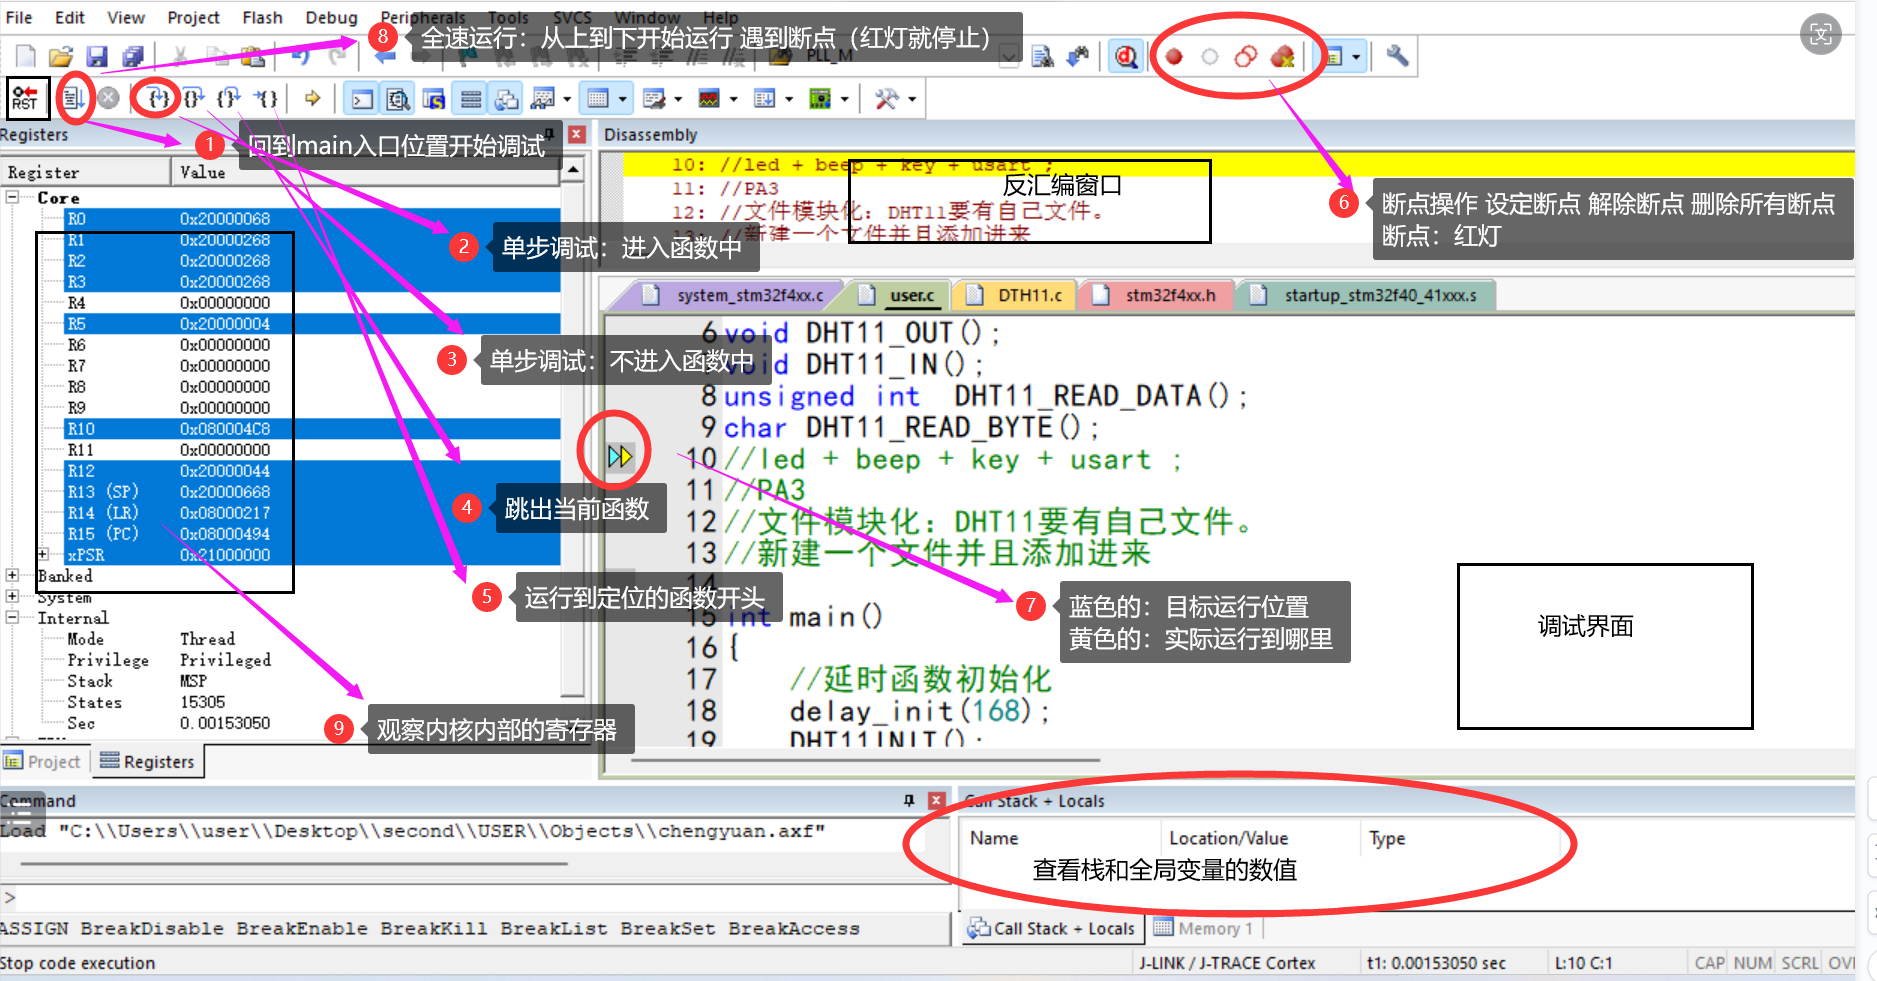 File Edit View Project Flash Debug Peripherals Tools SVCS Window Help
8 全速运行：从上到下开始运行 遇到断点（红灯就停止）
PLL_M
RST
Registers
1 回到main入口位置开始调试
Register Value
Core
R0 0x20000068
R1 0x20000268
R2 0x20000268
R3 0x20000268
R4 0x00000000
R5 0x20000004
R6 0x00000000
R7 0x00000000
R8 0x00000000
R9 0x00000000
R10 0x080004C8
R11 0x00000000
R12 0x20000044
R13 (SP) 0x20000668
R14 (LR) 0x08000217
R15 (PC) 0x08000494
xPSR 0x21000000
Banked
System
Internal
Mode Thread
Privilege Privileged
Stack MSP
States 15305
Sec 0.00153050
Project Registers
2 单步调试：进入函数中
3 单步调试：不进入函数中
4 跳出当前函数
5 运行到定位的函数开头
9 观察内核内部的寄存器
Disassembly
10: //led + beep + key + usart ;
11: //PA3
12: //文件模块化：DHT11要有自己文件。
13: //新建一个文件并且添加进来
反汇编窗口
6 断点操作 设定断点 解除断点 删除所有断点
断点：红灯
system_stm32f4xx.c user.c DTH11.c stm32f4xx.h startup_stm32f40_41xxx.s
6 void DHT11_OUT();
void DHT11_IN();
8 unsigned int DHT11_READ_DATA();
9 char DHT11_READ_BYTE();
10 //led + beep + key + usart ;
11 //PA3
12 //文件模块化：DHT11要有自己文件。
13 //新建一个文件并且添加进来
14
15 int main()
16 {
17 //延时函数初始化
18 delay_init(168);
19 DHT11INIT();
7 蓝色的：目标运行位置
黄色的：实际运行到哪里
调试界面
Command
Load "C:\\Users\\user\\Desktop\\second\\USER\\Objects\\chengyuan.axf"
>
ASSIGN BreakDisable BreakEnable BreakKill BreakList BreakSet BreakAccess
Call Stack + Locals
Name Location/Value Type
查看栈和全局变量的数值
Call Stack + Locals Memory 1
Stop code execution
J-LINK / J-TRACE Cortex t1: 0.00153050 sec L:10 C:1 CAP NUM SCRL OVR